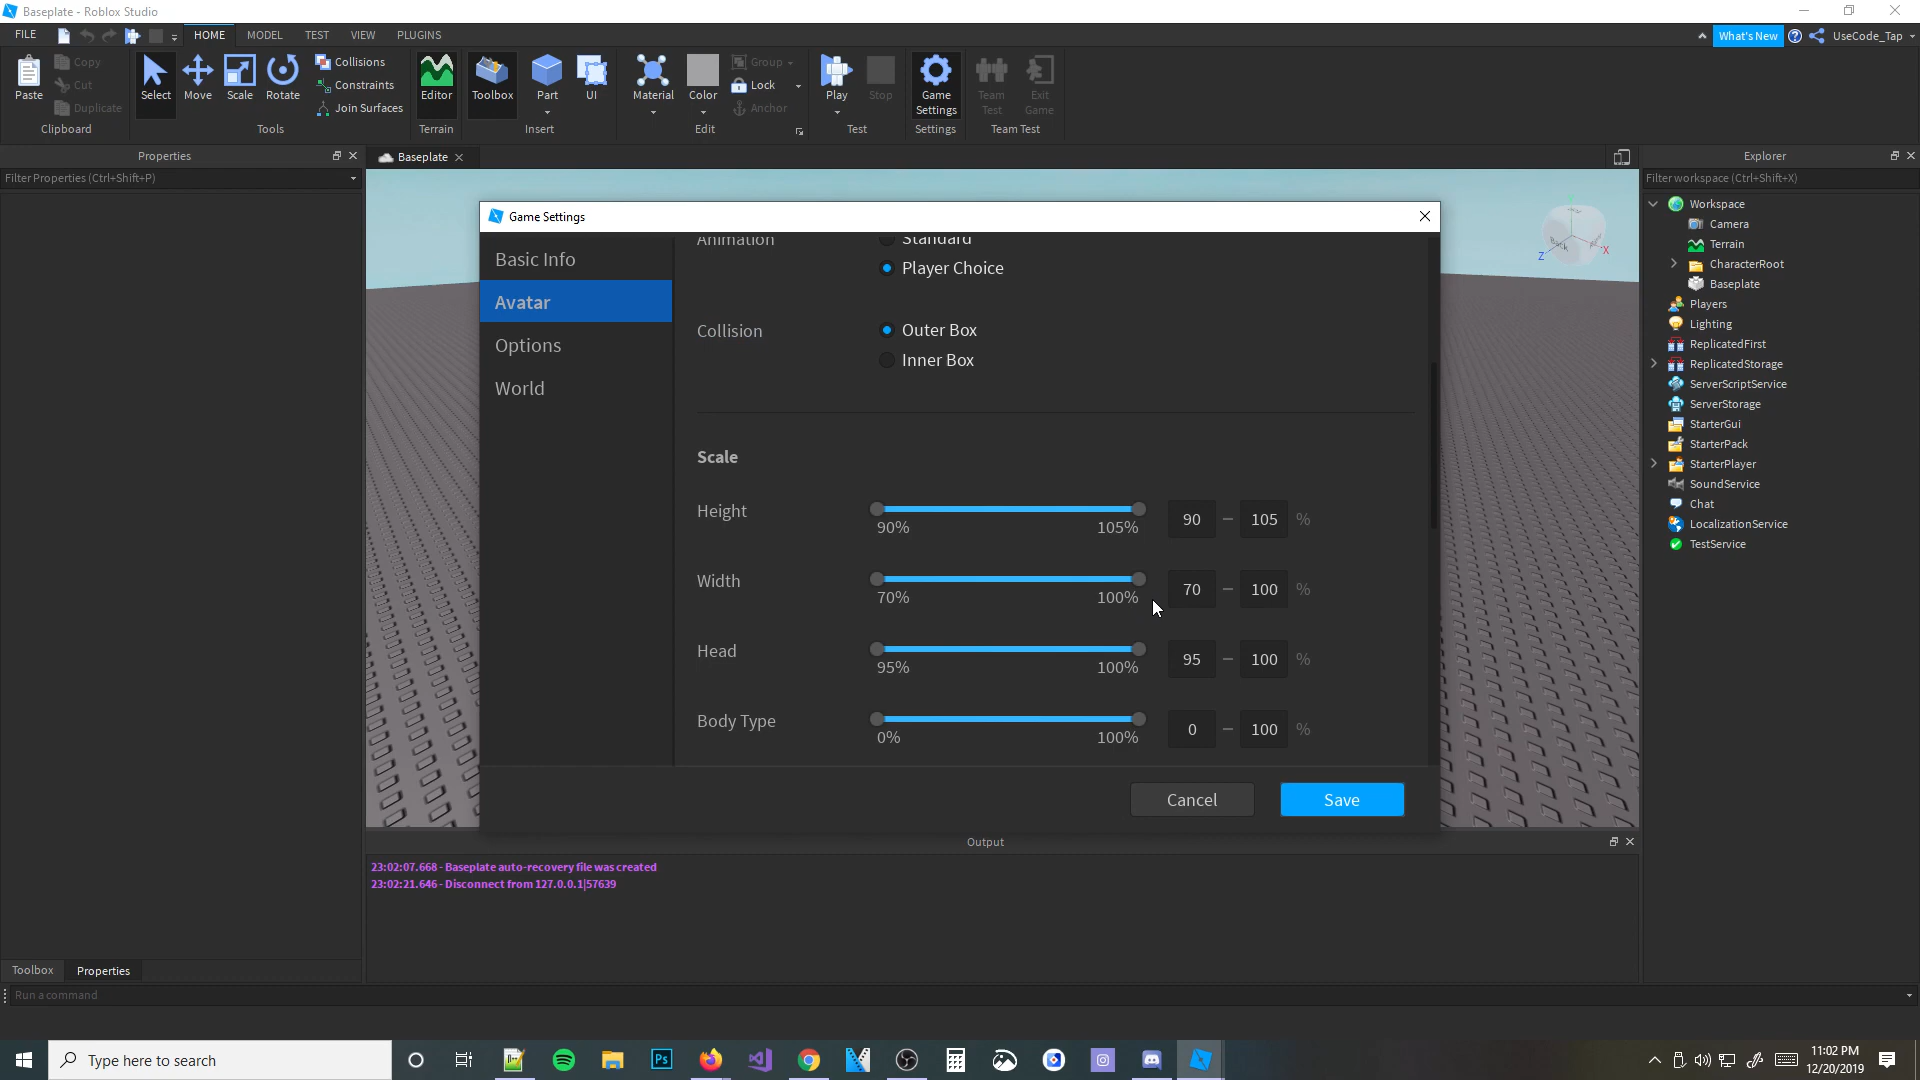 Baseplate - Roblox Studio
FILE HOME MODEL TEST VIEW PLUGINS What's New UseCode_Tap
Paste Copy Cut Duplicate
Select Move Scale Rotate Collisions Constraints Join Surfaces
Editor Toolbox Part UI
Material Color Group Lock Anchor
Play Stop Game Settings Team Test Exit Game
Clipboard Tools Terrain Insert Edit Test Settings Team Test
Properties
Filter Properties (Ctrl+Shift+P)
Baseplate
Explorer
Filter workspace (Ctrl+Shift+X)
Workspace
Camera
Terrain
CharacterRoot
Baseplate
Players
Lighting
ReplicatedFirst
ReplicatedStorage
ServerScriptService
ServerStorage
StarterGui
StarterPack
StarterPlayer
SoundService
Chat
LocalizationService
TestService
Back
Z X
Game Settings
Basic Info
Avatar
Options
World
Animation Standard
Player Choice
Collision Outer Box
Inner Box
Scale
Height 90% 105% 90 – 105 %
Width 70% 100% 70 – 100 %
Head 95% 100% 95 – 100 %
Body Type 0% 100% 0 – 100 %
Cancel Save
Output
23:02:07.668 - Baseplate auto-recovery file was created
23:02:21.646 - Disconnect from 127.0.0.1|57639
Toolbox Properties
Run a command
Type here to search
Ps
11:02 PM
12/20/2019